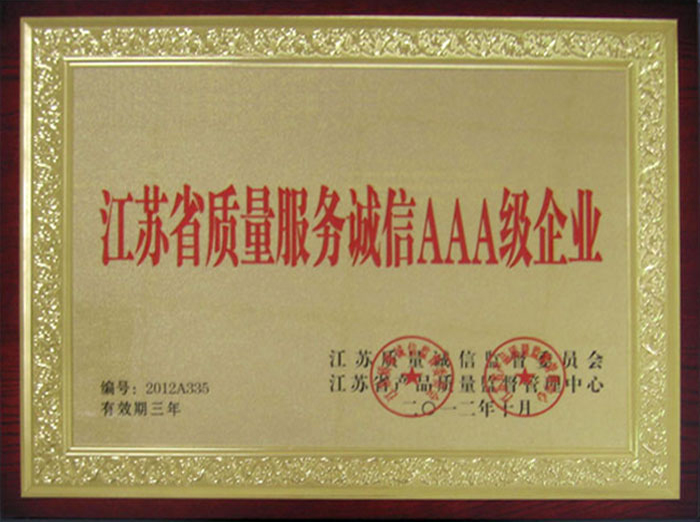 江苏省质量服务诚信AAA级企业
江苏质量诚信监督委员会
江苏省产品质量监督管理中心
二〇一二年十月
编号: 2012A335
有效期三年